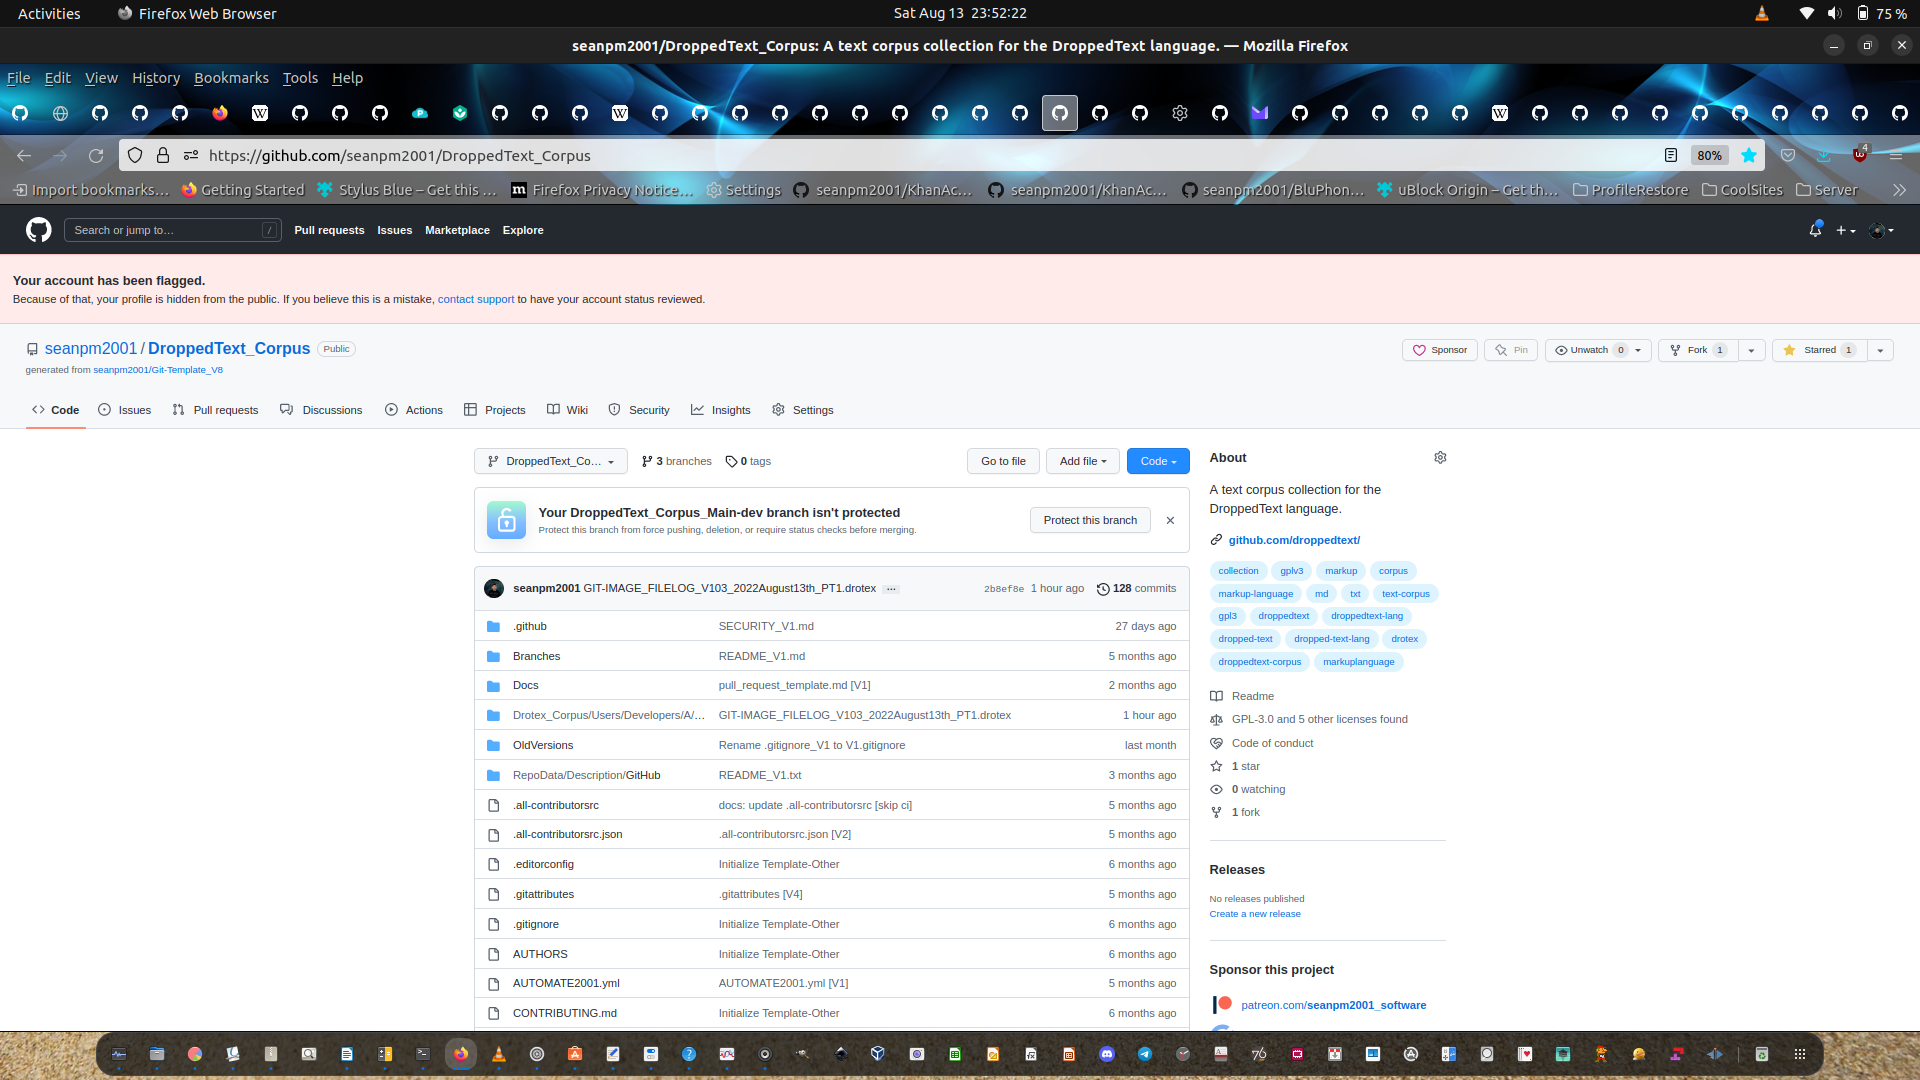 Activities
Firefox Web Browser
Sat Aug 13 23:52:22
75 %
seanpm2001/DroppedText_Corpus: A text corpus collection for the DroppedText language. — Mozilla Firefox
File Edit View History Bookmarks Tools Help
https://github.com/seanpm2001/DroppedText_Corpus
80%
4
Import bookmarks… Getting Started Stylus Blue – Get this … Firefox Privacy Notice… Settings seanpm2001/KhanAc… seanpm2001/KhanAc… seanpm2001/BluPhon… uBlock Origin – Get th… ProfileRestore CoolSites Server
Search or jump to… /
Pull requests Issues Marketplace Explore
Your account has been flagged.
Because of that, your profile is hidden from the public. If you believe this is a mistake, contact support to have your account status reviewed.
seanpm2001 / DroppedText_Corpus Public
generated from seanpm2001/Git-Template_V8
Sponsor Pin Unwatch 0 Fork 1 Starred 1
Code Issues Pull requests Discussions Actions Projects Wiki Security Insights Settings
DroppedText_Co… 3 branches 0 tags Go to file Add file Code
Your DroppedText_Corpus_Main-dev branch isn't protected
Protect this branch from force pushing, deletion, or require status checks before merging.
Protect this branch
seanpm2001 GIT-IMAGE_FILELOG_V103_2022August13th_PT1.drotex … 2b8ef8e 1 hour ago 128 commits
.github SECURITY_V1.md 27 days ago
Branches README_V1.md 5 months ago
Docs pull_request_template.md [V1] 2 months ago
Drotex_Corpus/Users/Developers/A/… GIT-IMAGE_FILELOG_V103_2022August13th_PT1.drotex 1 hour ago
OldVersions Rename .gitignore_V1 to V1.gitignore last month
RepoData/Description/GitHub README_V1.txt 3 months ago
.all-contributorsrc docs: update .all-contributorsrc [skip ci] 5 months ago
.all-contributorsrc.json .all-contributorsrc.json [V2] 5 months ago
.editorconfig Initialize Template-Other 6 months ago
.gitattributes .gitattributes [V4] 5 months ago
.gitignore Initialize Template-Other 6 months ago
AUTHORS Initialize Template-Other 6 months ago
AUTOMATE2001.yml AUTOMATE2001.yml [V1] 5 months ago
CONTRIBUTING.md Initialize Template-Other 6 months ago
About
A text corpus collection for the
DroppedText language.
github.com/droppedtext/
collection gplv3 markup corpus
markup-language md txt text-corpus
gpl3 droppedtext droppedtext-lang
dropped-text dropped-text-lang drotex
droppedtext-corpus markuplanguage
Readme
GPL-3.0 and 5 other licenses found
Code of conduct
1 star
0 watching
1 fork
Releases
No releases published
Create a new release
Sponsor this project
patreon.com/seanpm2001_software